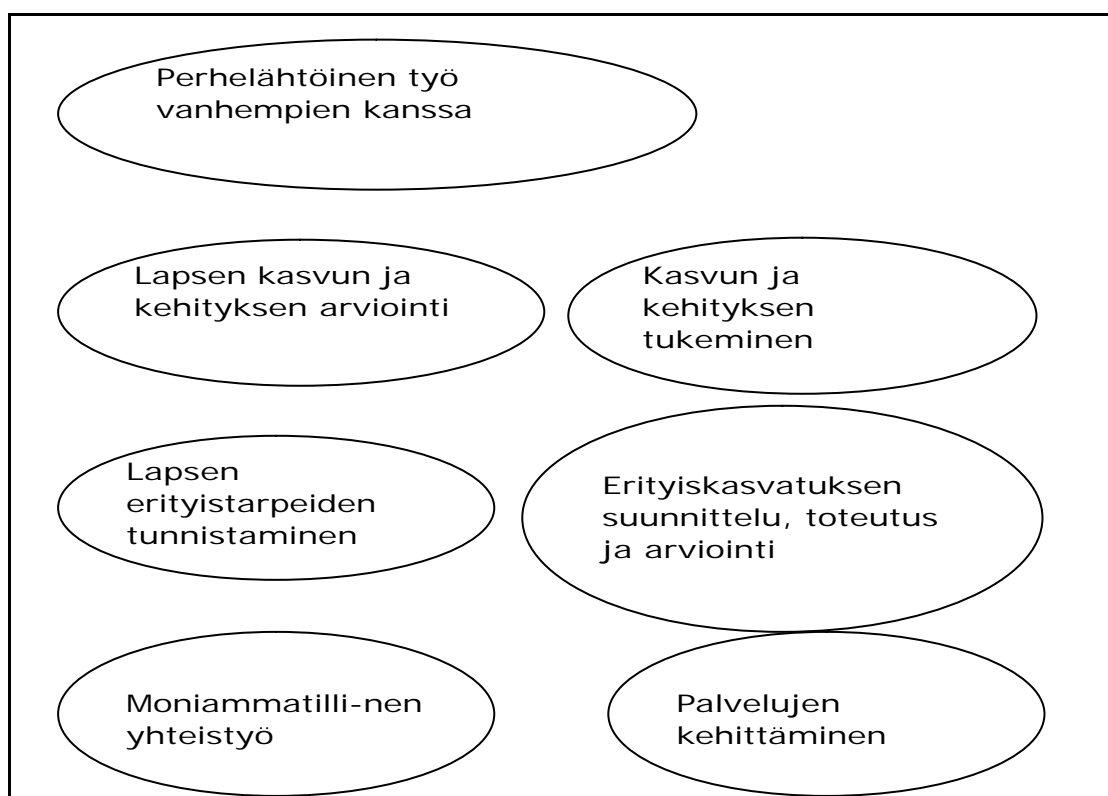 Perhelähtöinen työ
vanhempien kanssa
Lapsen kasvun ja
kehityksen arviointi
Kasvun ja
kehityksen
tukeminen
Lapsen
erityistarpeiden
tunnistaminen
Erityiskasvatuksen
suunnittelu, toteutus
ja arviointi
Moniammatilli-nen
yhteistyö
Palvelujen
kehittäminen